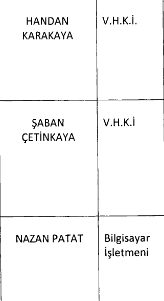 HANDAN V.H.K.İ.
KARAKAYA
ŞABAN V.H.K.İ
ÇETİNKAYA
NAZAN PATAT Bilgisayar
İşletmeni